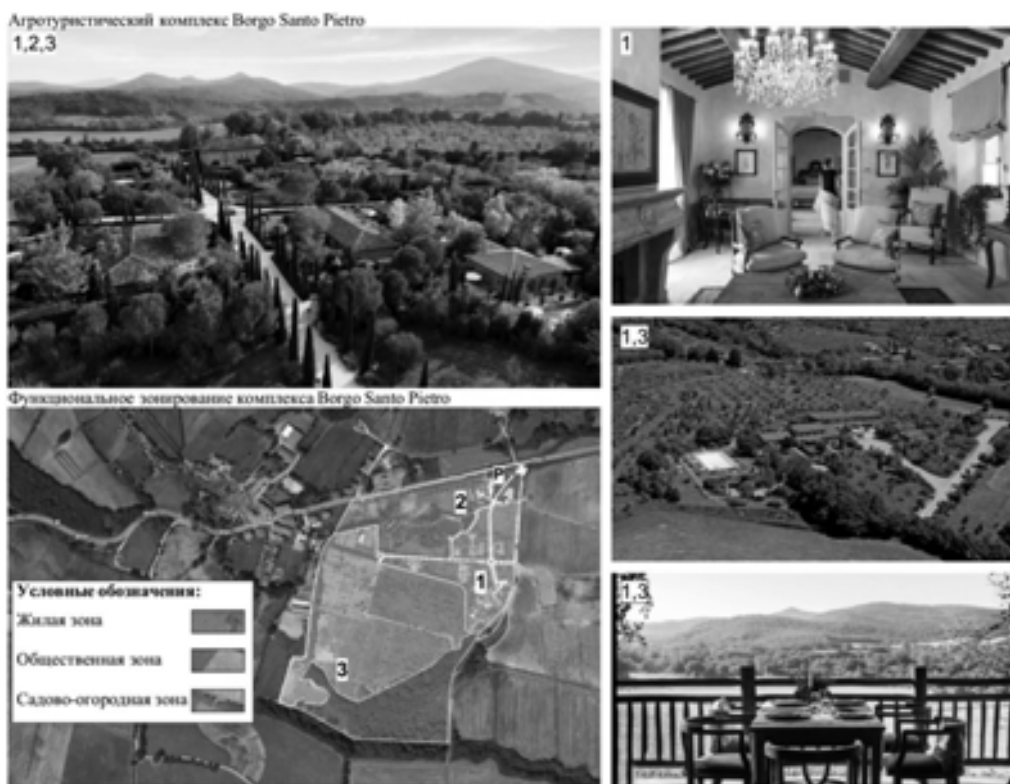 Агротуристический комплекс Borgo Santo Pietro
1,2,3
1
1,3
Функциональное зонирование комплекса Borgo Santo Pietro
P
2
1
3
Условные обозначения:
Жилая зона
Общественная зона
Садово-огородная зона
1,3